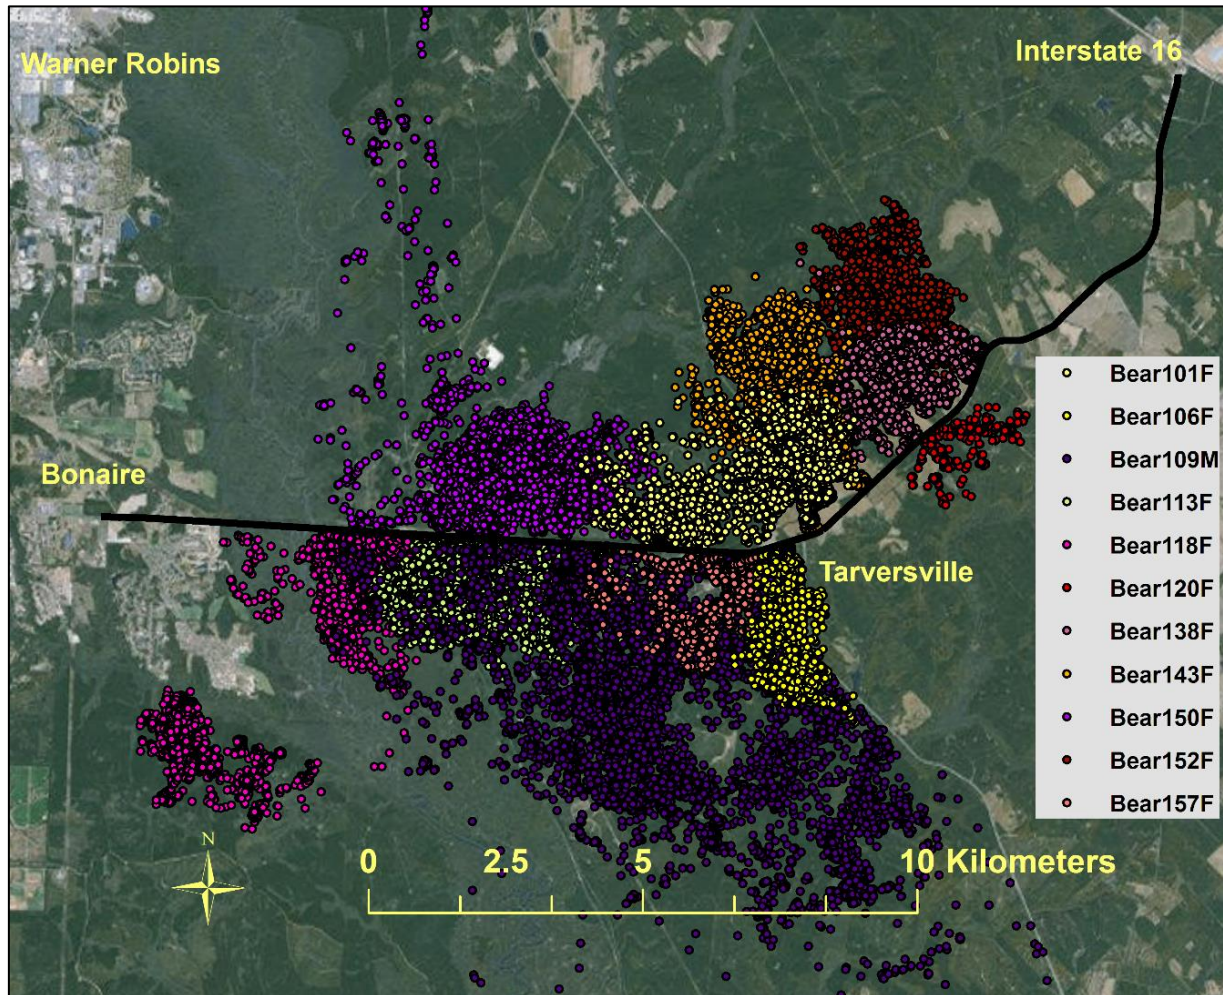 Warner Robins
Interstate 16
Bonaire
Tarversville
Bear101F
Bear106F
Bear109M
Bear113F
Bear118F
Bear120F
Bear138F
Bear143F
Bear150F
Bear152F
Bear157F
N
0 2.5 5 10 Kilometers